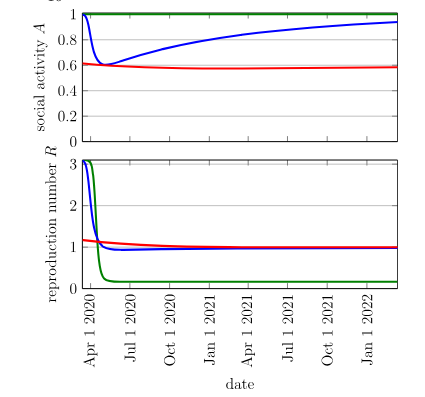 social activity A
1
0.8
0.6
0.4
0.2
0
reproduction number R
3
1
0
Apr 1 2020
Jul 1 2020
Oct 1 2020
Jan 1 2021
Apr 1 2021
Jul 1 2021
Oct 1 2021
Jan 1 2022
date